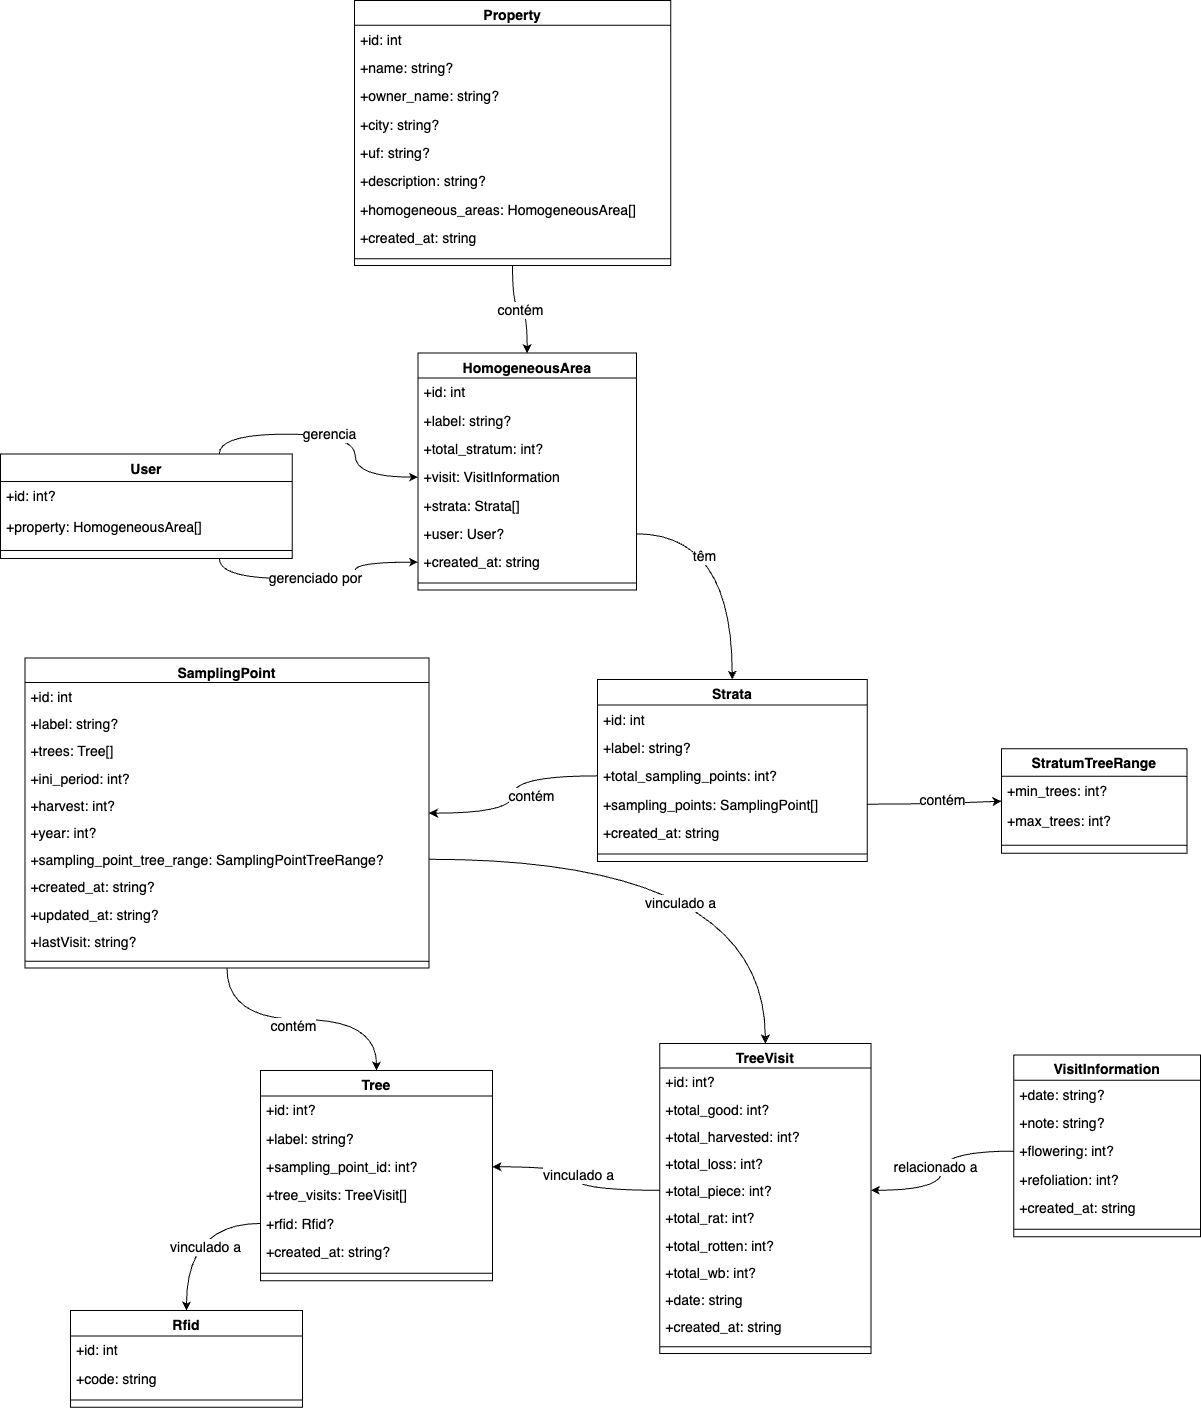 Property
+id: int
+name: string?
+owner_name: string?
+city: string?
+uf: string?
+description: string?
+homogeneous_areas: HomogeneousArea[]
+created_at: string
contém
HomogeneousArea
+id: int
+label: string?
+total_stratum: int?
+visit: VisitInformation
+strata: Strata[]
+user: User?
+created_at: string
gerencia
User
+id: int?
+property: HomogeneousArea[]
gerenciado por
têm
SamplingPoint
+id: int
+label: string?
+trees: Tree[]
+ini_period: int?
+harvest: int?
+year: int?
+sampling_point_tree_range: SamplingPointTreeRange?
+created_at: string?
+updated_at: string?
+lastVisit: string?
contém
Strata
+id: int
+label: string?
+total_sampling_points: int?
+sampling_points: SamplingPoint[]
+created_at: string
contém
StratumTreeRange
+min_trees: int?
+max_trees: int?
vinculado a
contém
Tree
+id: int?
+label: string?
+sampling_point_id: int?
+tree_visits: TreeVisit[]
+rfid: Rfid?
+created_at: string?
vinculado a
TreeVisit
+id: int?
+total_good: int?
+total_harvested: int?
+total_loss: int?
+total_piece: int?
+total_rat: int?
+total_rotten: int?
+total_wb: int?
+date: string
+created_at: string
relacionado a
VisitInformation
+date: string?
+note: string?
+flowering: int?
+refoliation: int?
+created_at: string
vinculado a
Rfid
+id: int
+code: string